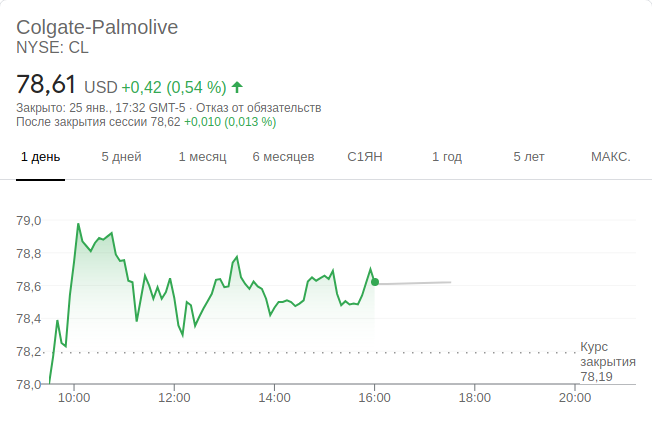 Colgate-Palmolive
NYSE: CL
78,61 USD +0,42 (0,54 %)
Закрыто: 25 янв., 17:32 GMT-5 · Отказ от обязательств
После закрытия сессии 78,62 +0,010 (0,013 %)
1 день 5 дней 1 месяц 6 месяцев С1ЯН 1 год 5 лет МАКС.
79,0
78,8
78,6
78,4
78,2
78,0
Курс
закрытия
78,19
10:00 12:00 14:00 16:00 18:00 20:00